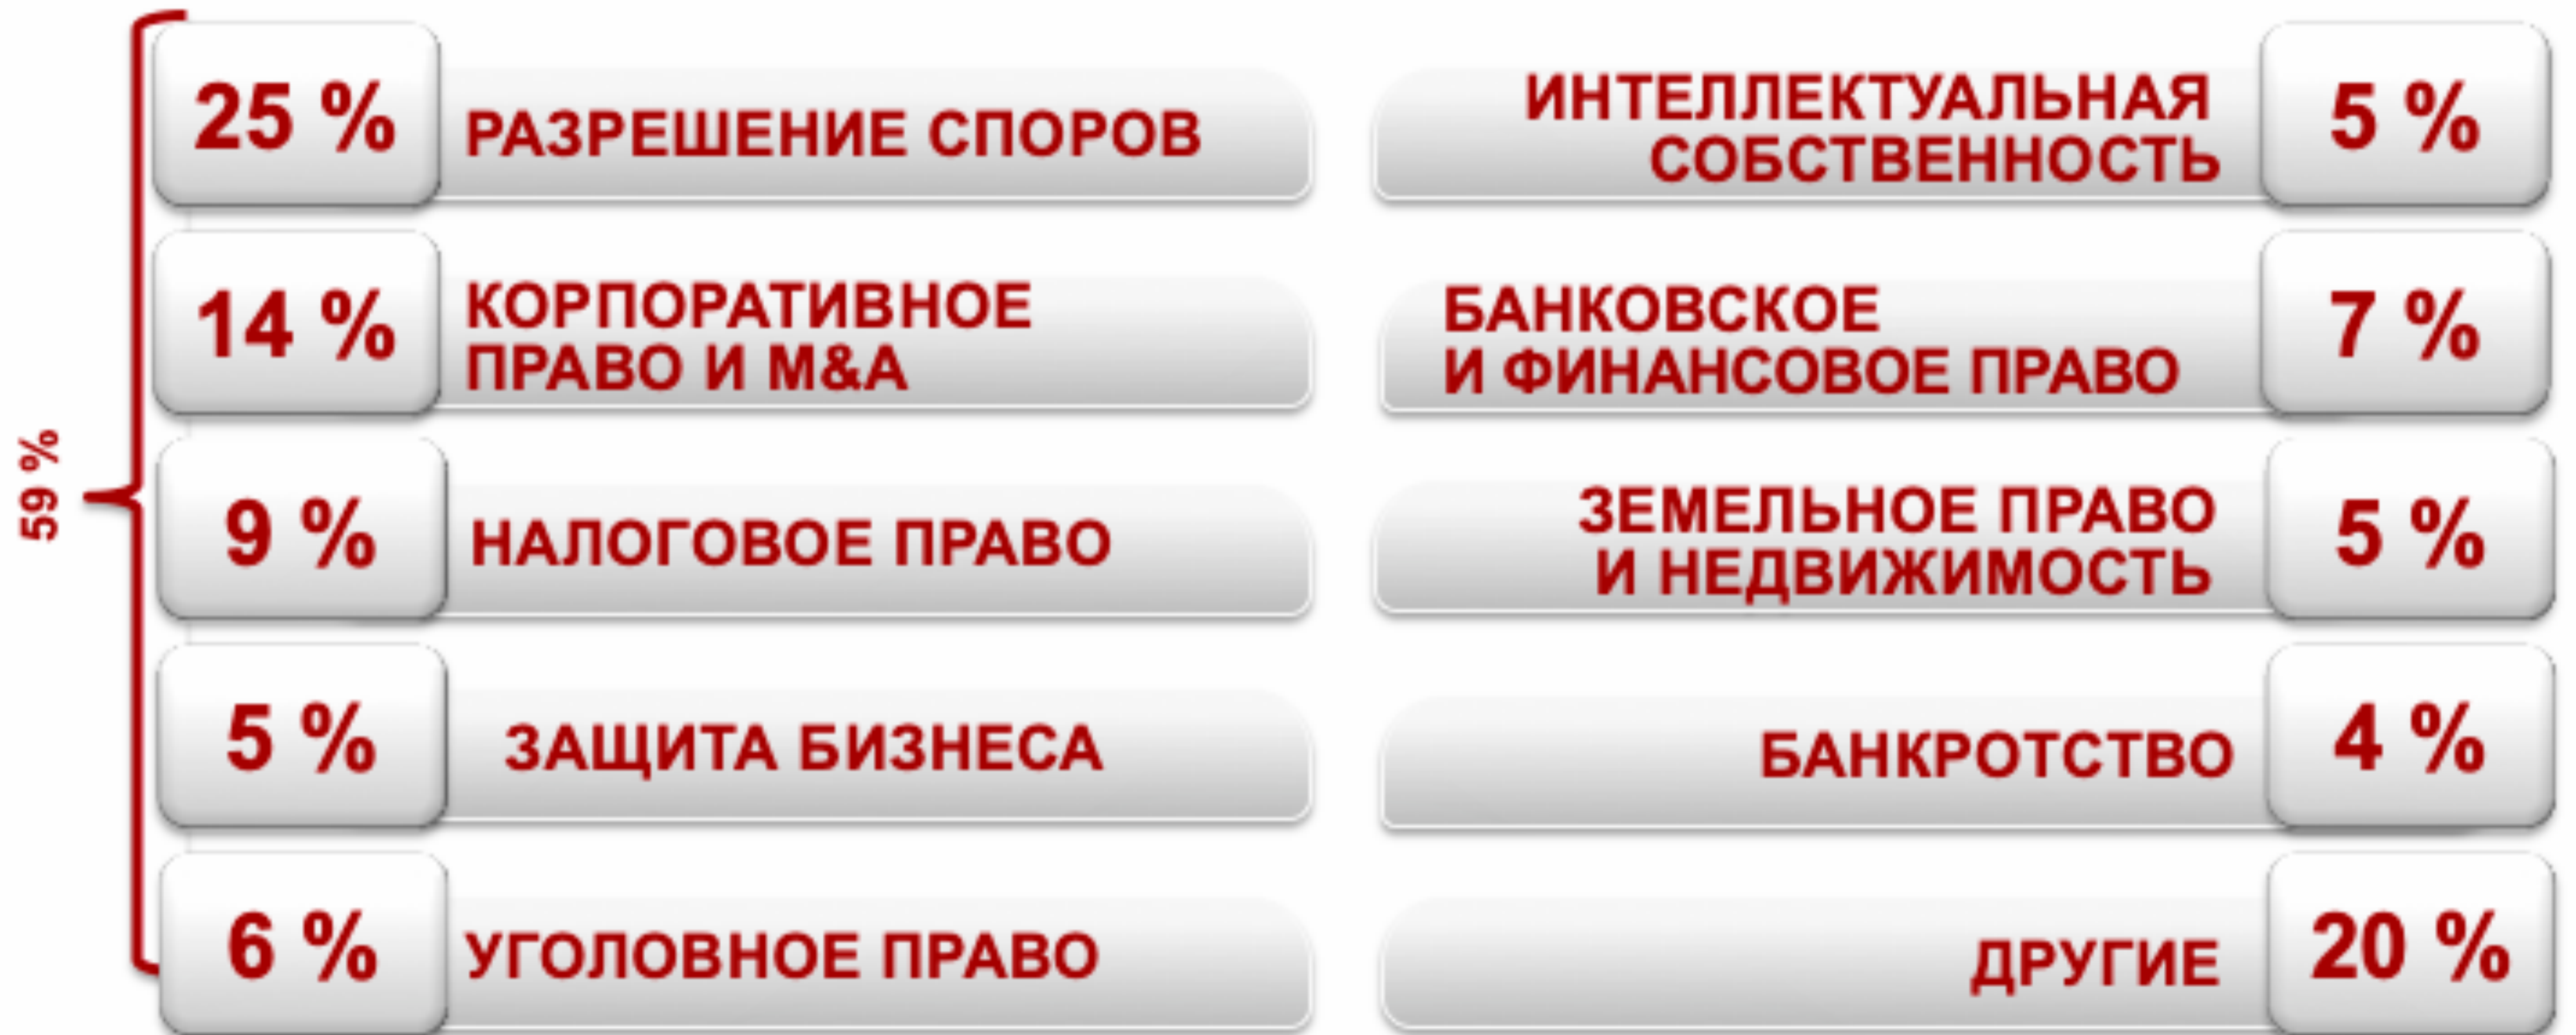 59 %
25 %
РАЗРЕШЕНИЕ СПОРОВ
14 %
КОРПОРАТИВНОЕ
ПРАВО И M&A
9 %
НАЛОГОВОЕ ПРАВО
5 %
ЗАЩИТА БИЗНЕСА
6 %
УГОЛОВНОЕ ПРАВО
ИНТЕЛЛЕКТУАЛЬНАЯ
СОБСТВЕННОСТЬ
5 %
БАНКОВСКОЕ
И ФИНАНСОВОЕ ПРАВО
7 %
ЗЕМЕЛЬНОЕ ПРАВО
И НЕДВИЖИМОСТЬ
5 %
БАНКРОТСТВО
4 %
ДРУГИЕ
20 %